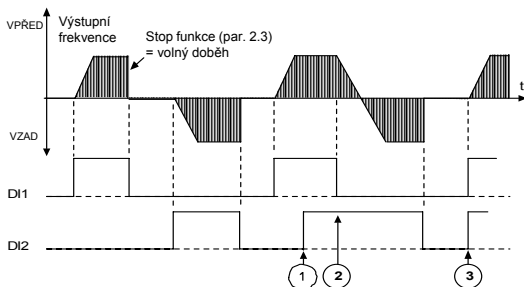 VPŘED
Výstupní
frekvence
Stop funkce (par. 2.3)
= volný doběh
t
VZAD
DI1
DI2
1
2
3